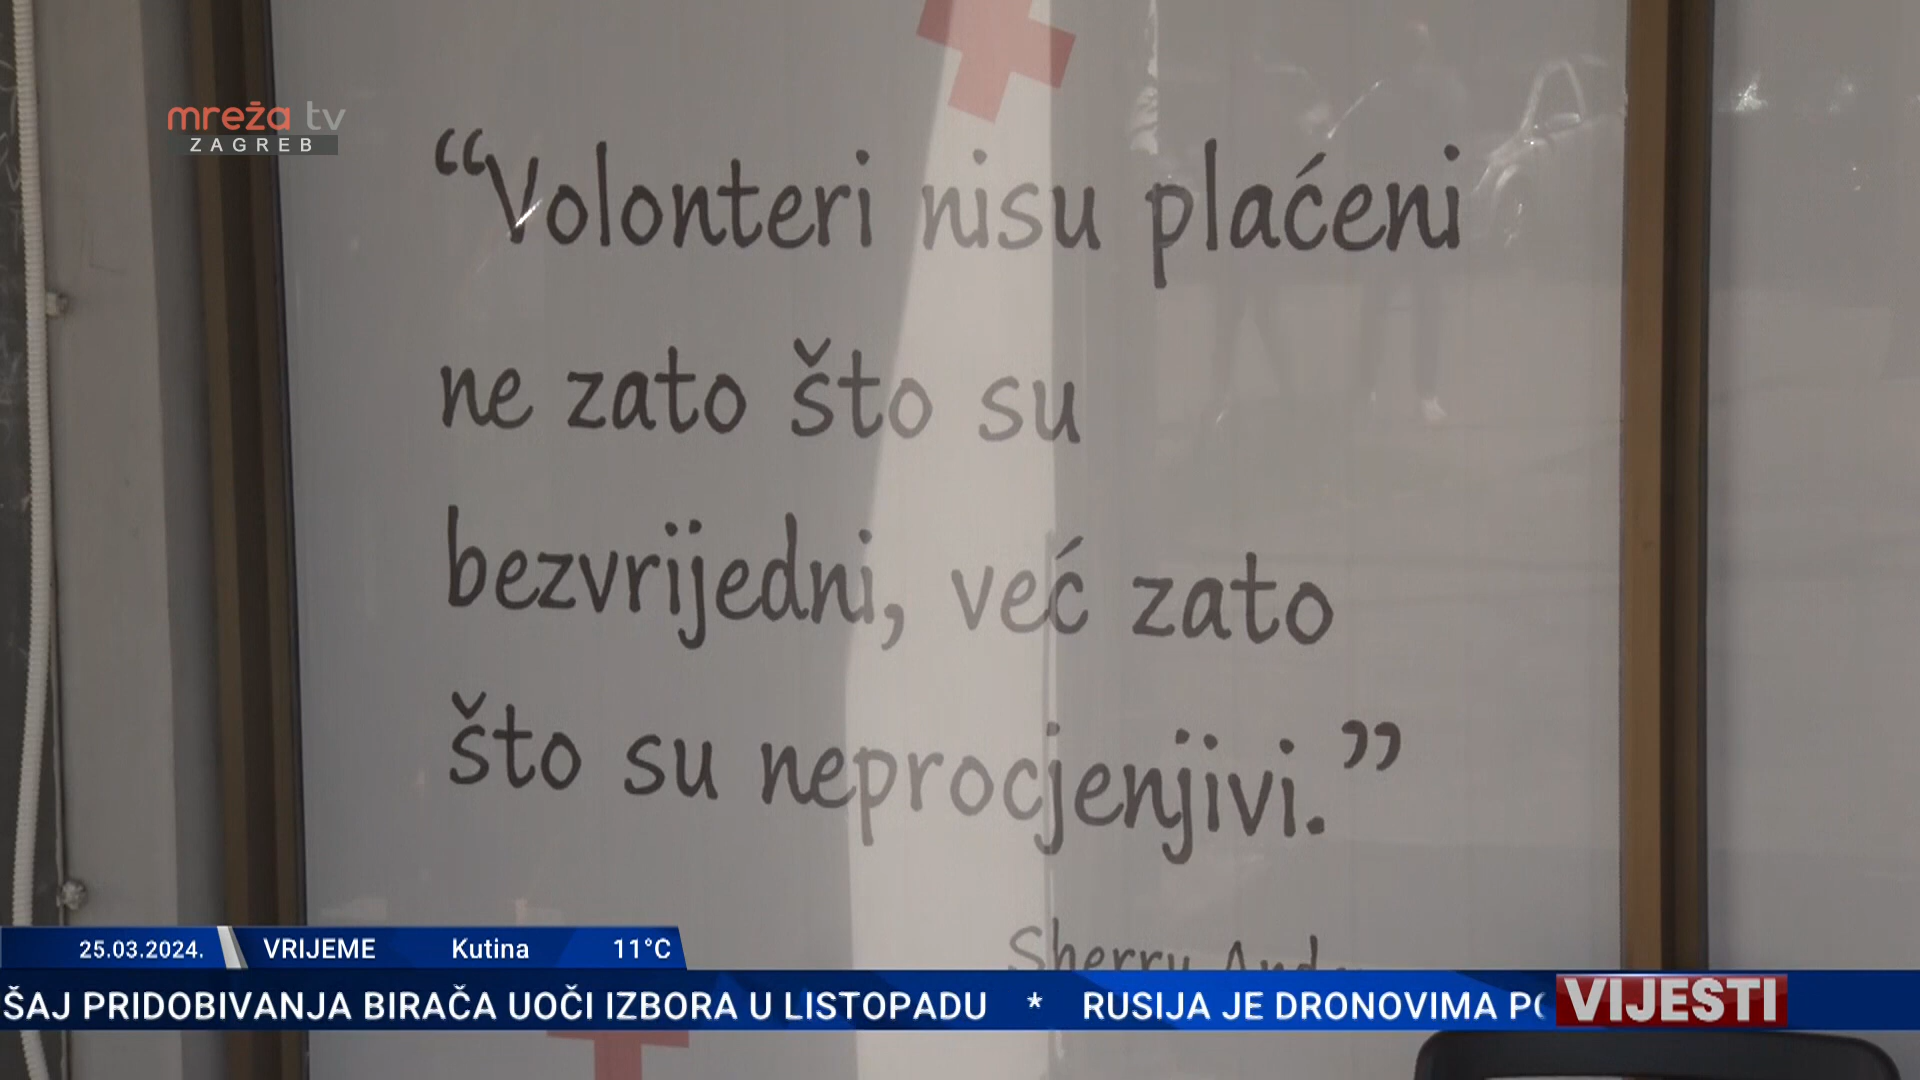 mreža tv
ZAGREB
“Volonteri nisu plaćeni
ne zato što su
bezvrijedni, već zato
što su neprocjenjivi.”
Sherry
25.03.2024. VRIJEME Kutina 11°C
PRIDOBIVANJA BIRAČA UOČI IZBORA U LISTOPADU * RUSIJA JE DRONOVIMA VIJESTI